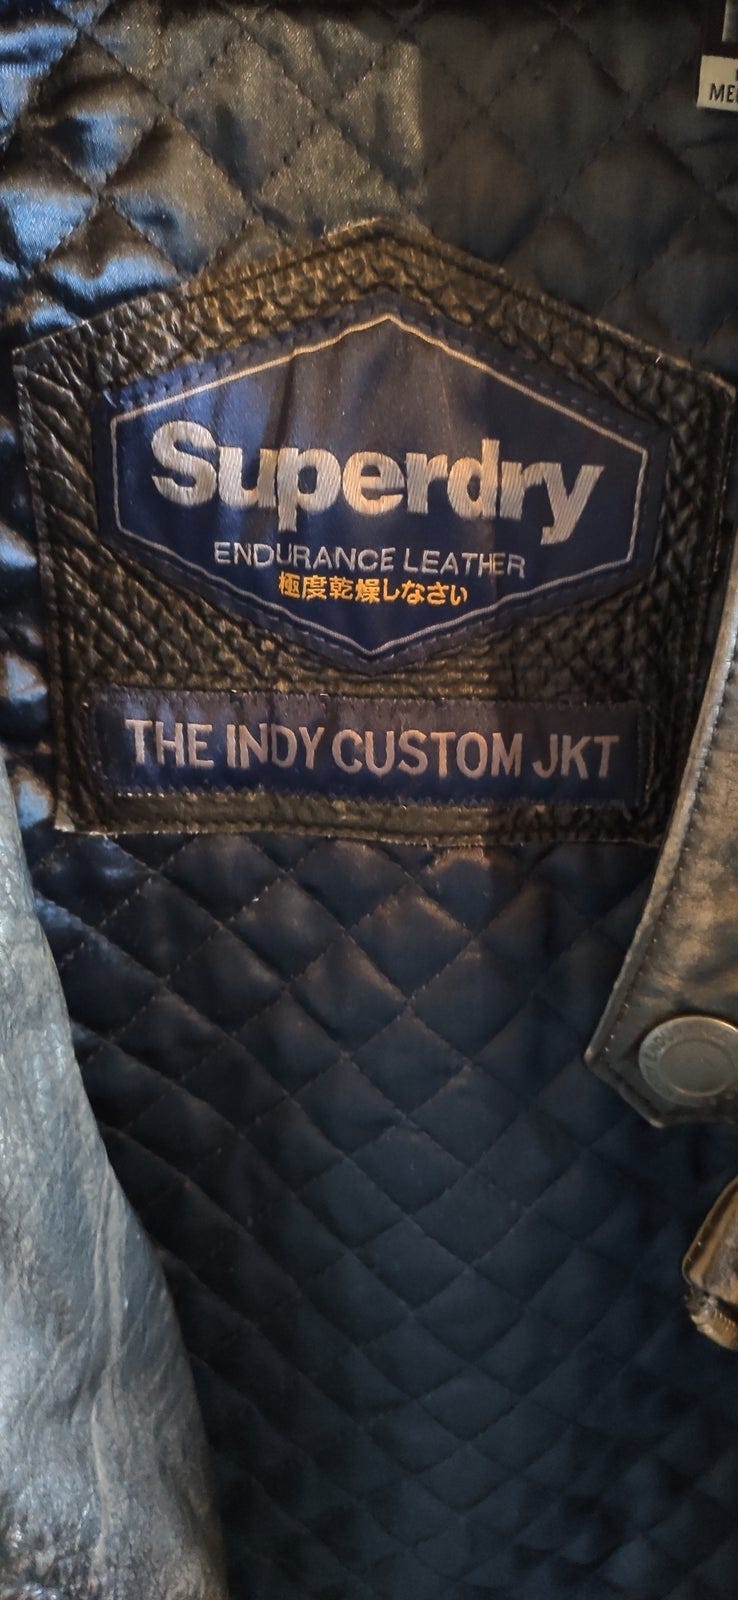 Superdry
ENDURANCE LEATHER
極度乾燥しなさい
THE INDY CUSTOM JKT